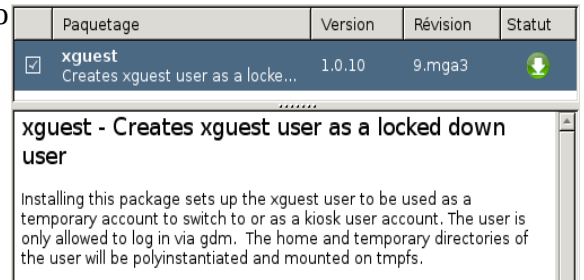 Paquetage Version Révision Statut
xguest 1.0.10 9.mga3
Creates xguest user as a locke...
xguest - Creates xguest user as a locked down
user
Installing this package sets up the xguest user to be used as a
temporary account to switch to or as a kiosk user account. The user is
only allowed to log in via gdm. The home and temporary directories of
the user will be polyinstantiated and mounted on tmpfs.